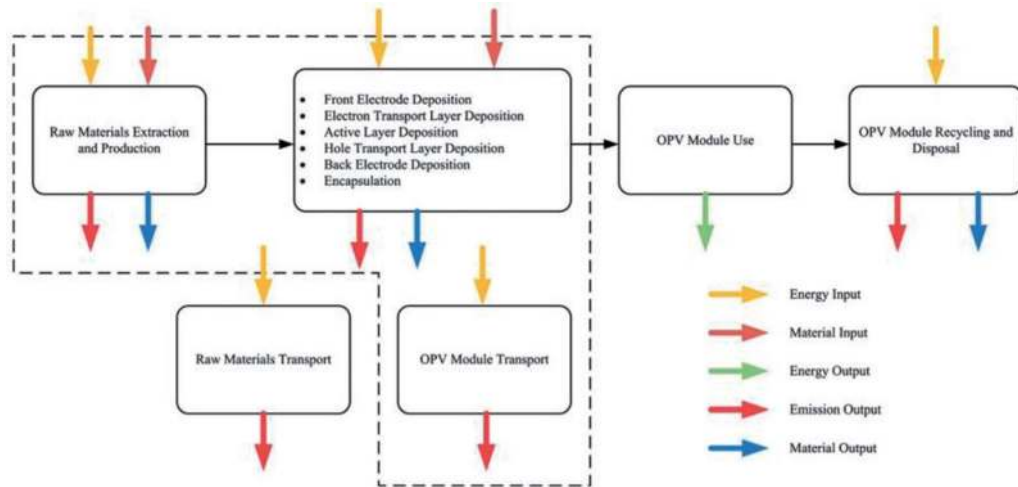 Raw Materials Extraction
and Production
• Front Electrode Deposition
• Electron Transport Layer Deposition
• Active Layer Deposition
• Hole Transport Layer Deposition
• Back Electrode Deposition
• Encapsulation
OPV Module Use
OPV Module Recycling and
Disposal
Raw Materials Transport
OPV Module Transport
Energy Input
Material Input
Energy Output
Emission Output
Material Output